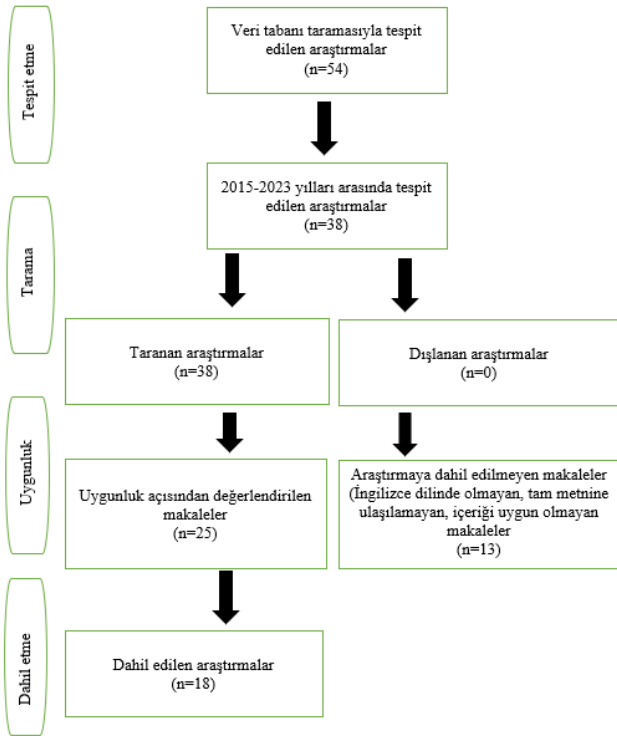 Tespit etme
Veri tabanı taramasıyla tespit
edilen araştırmalar
(n=54)
Tarama
2015-2023 yılları arasında tespit
edilen araştırmalar
(n=38)
Taranan araştırmalar
(n=38)
Dışlanan araştırmalar
(n=0)
Uygunluk
Uygunluk açısından değerlendirilen
makaleler
(n=25)
Araştırmaya dahil edilmeyen makaleler
(İngilizce dilinde olmayan, tam metnine
ulaşılamayan, içeriği uygun olmayan
makaleler
(n=13)
Dahil etme
Dahil edilen araştırmalar
(n=18)